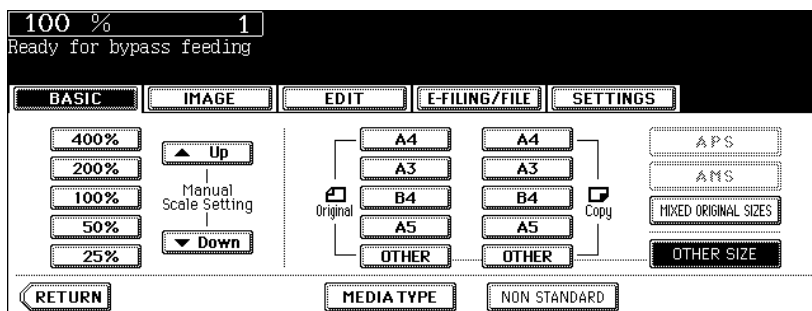 100 % 1
Ready for bypass feeding
BASIC IMAGE EDIT E-FILING/FILE SETTINGS
400%
200%
100%
50%
25%
Up
Manual
Scale Setting
Down
Original
A4
A3
B4
A5
OTHER
A4
A3
B4
A5
OTHER
Copy
APS
AMS
MIXED ORIGINAL SIZES
OTHER SIZE
RETURN MEDIA TYPE NON STANDARD